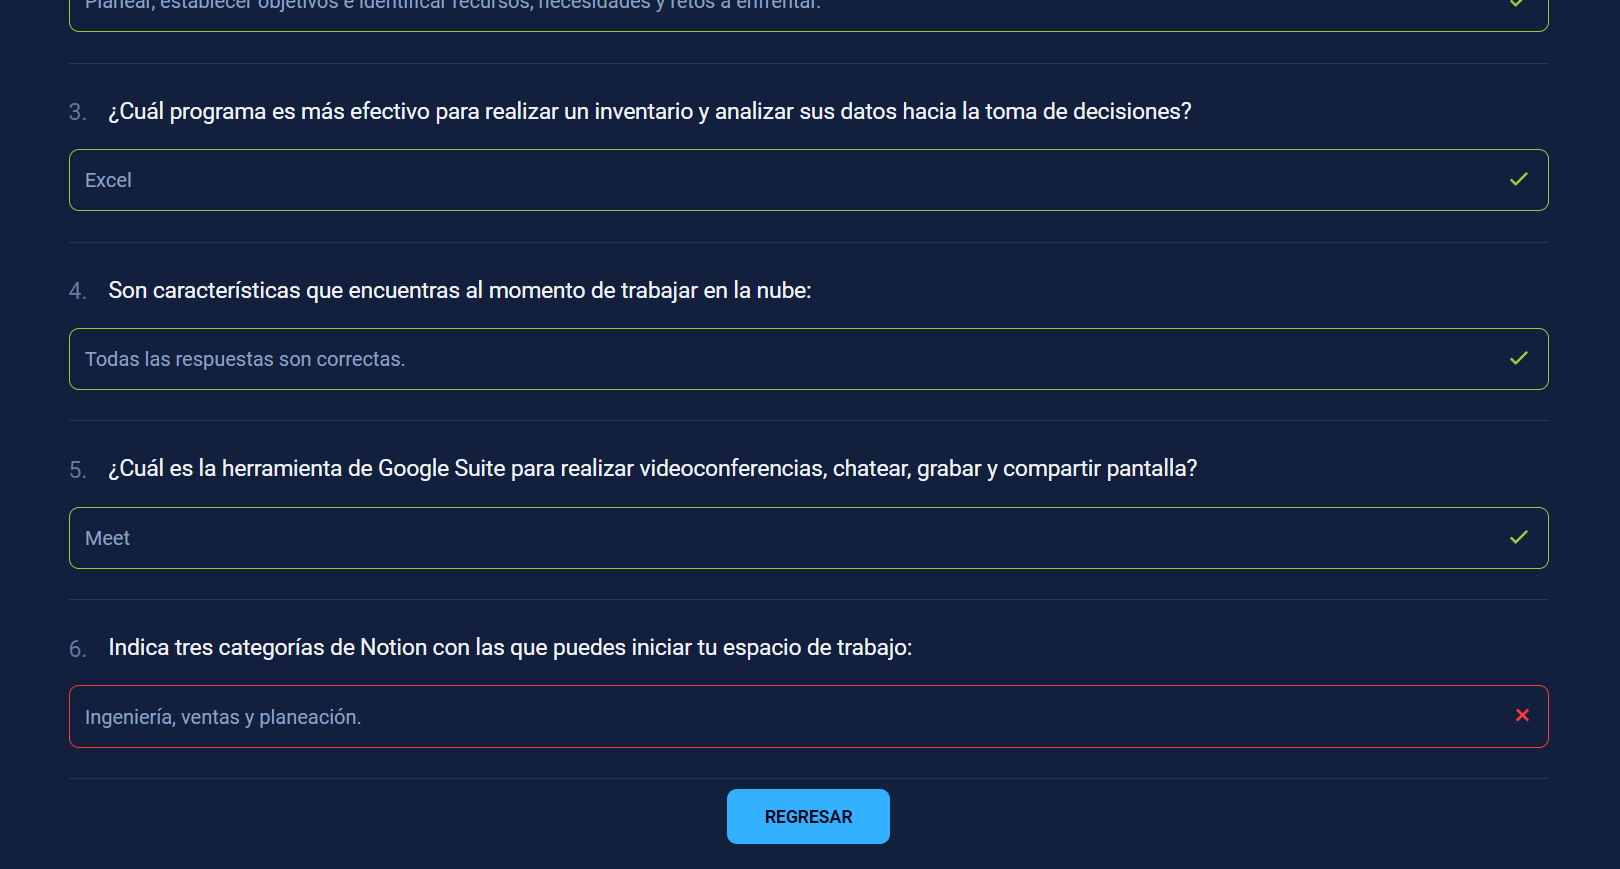 Planear, establecer objetivos e identificar recursos, necesidades y retos a enfrentar.
3. ¿Cuál programa es más efectivo para realizar un inventario y analizar sus datos hacia la toma de decisiones?
Excel
4. Son características que encuentras al momento de trabajar en la nube:
Todas las respuestas son correctas.
5. ¿Cuál es la herramienta de Google Suite para realizar videoconferencias, chatear, grabar y compartir pantalla?
Meet
6. Indica tres categorías de Notion con las que puedes iniciar tu espacio de trabajo:
Ingeniería, ventas y planeación.
REGRESAR